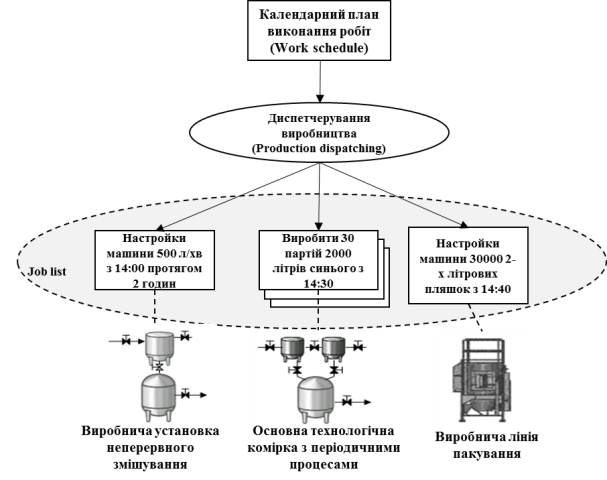 Календарний план
виконання робіт
(Work schedule)
Диспетчерування
виробництва
(Production dispatching)
Job list
Настройки
машини 500 л/хв
з 14:00 протягом
2 годин
Виробити 30
партій 2000
літрів синього з
14:30
Настройки
машини 30000 2-
х літрових
пляшок з 14:40
Виробнича установка
неперервного
змішування
Основна технологічна
комірка з періодичними
процесами
Виробнича лінія
пакування